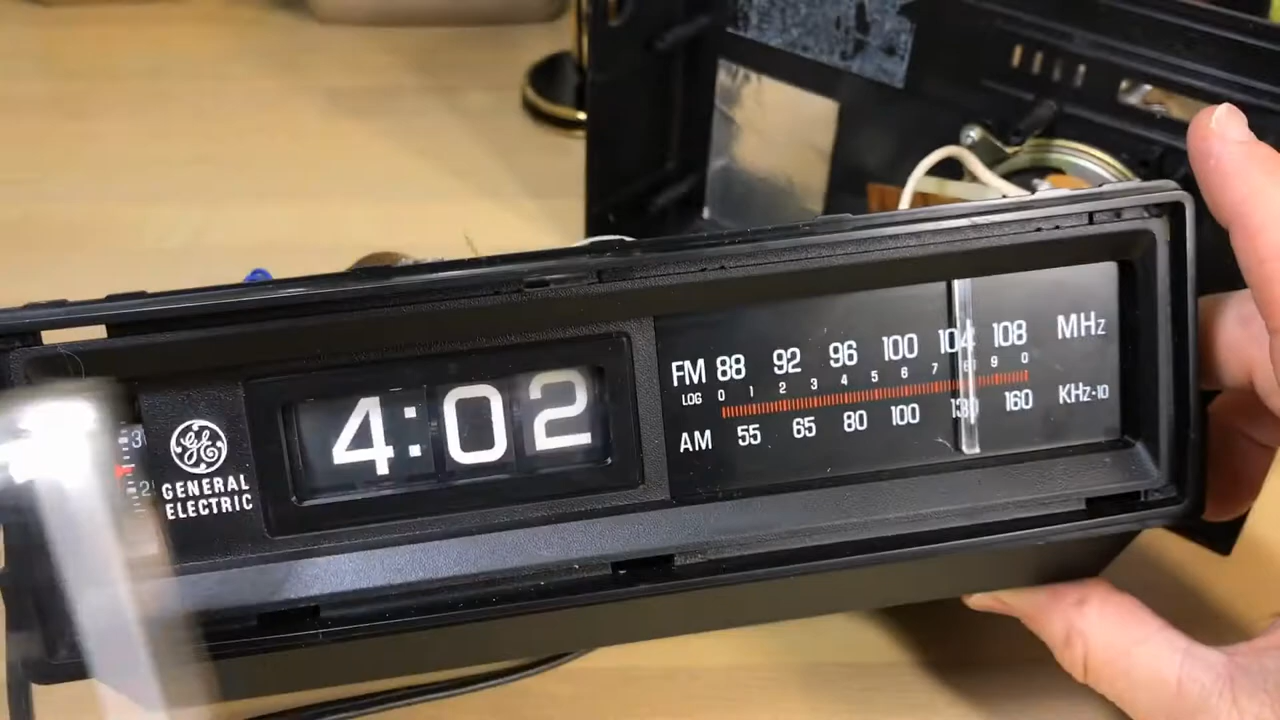 GE
GENERAL
ELECTRIC
4:02
FM 88 92 96 100 104 108 MHz
LOG 0 1 2 3 4 5 6 7 8 9 0
AM 55 65 80 100 130 160 KHz-10